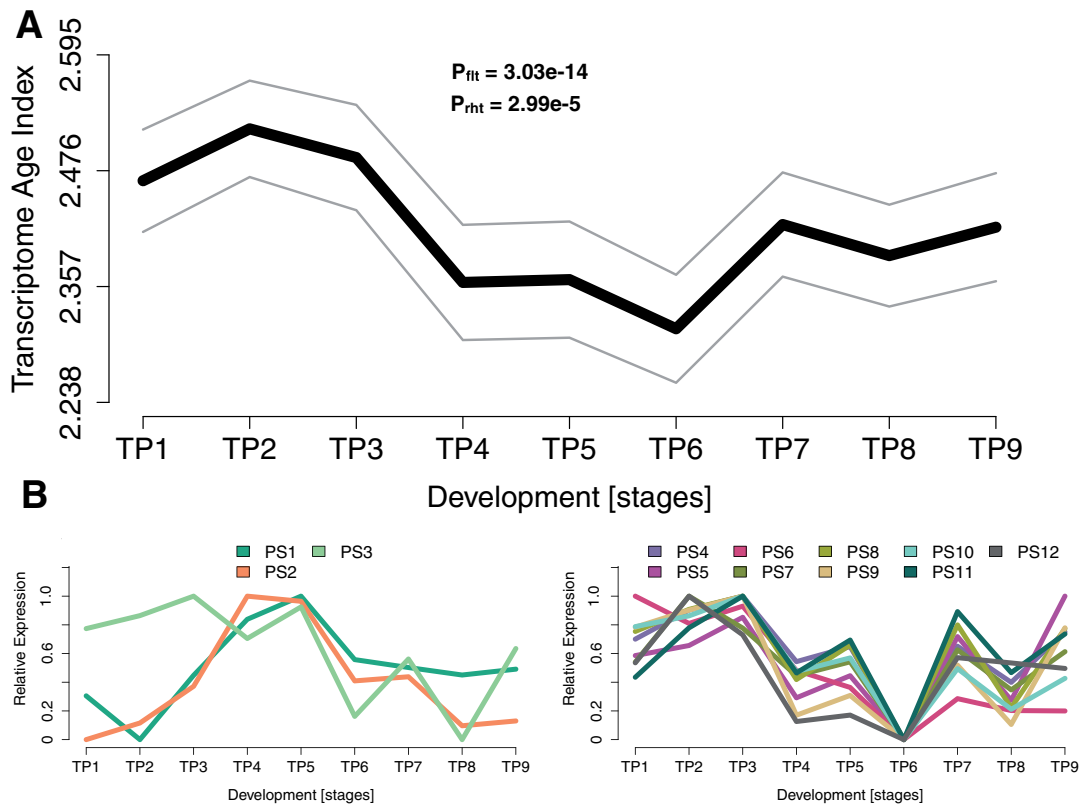 A
Transcriptome Age Index
2.595
2.476
2.357
2.238
Pflt = 3.03e-14
Prht = 2.99e-5
TP1 TP2 TP3 TP4 TP5 TP6 TP7 TP8 TP9
Development [stages]
B
PS1 PS3
PS2
Relative Expression
1.0
0.6
0.2
0
TP1 TP2 TP3 TP4 TP5 TP6 TP7 TP8 TP9
Development [stages]
PS4 PS6 PS8 PS10 PS12
PS5 PS7 PS9 PS11
Relative Expression
1.0
0.6
0.2
0
TP1 TP2 TP3 TP4 TP5 TP6 TP7 TP8 TP9
Development [stages]